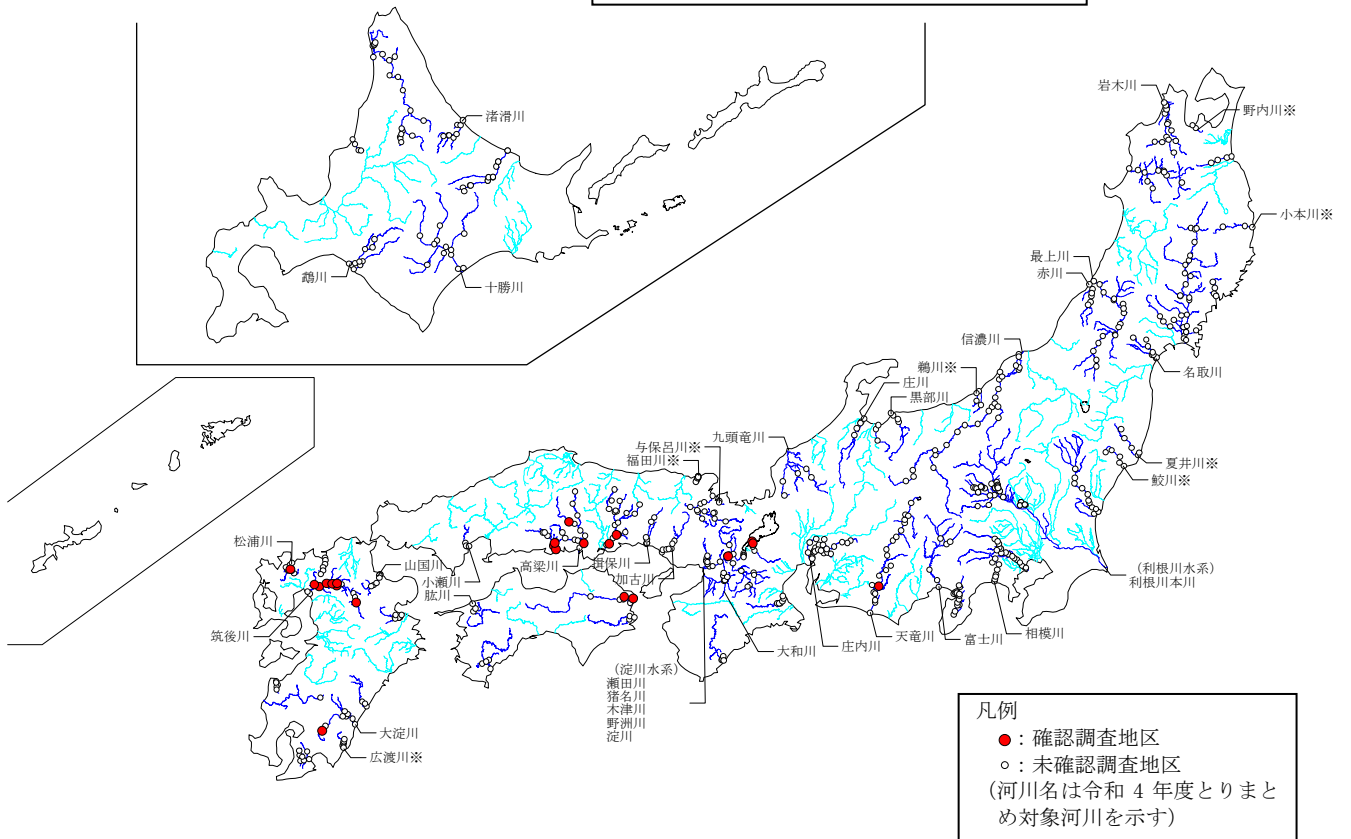 岩木川
野内川※
渚滑川
小本川※
最上川
赤川
鵡川
十勝川
信濃川
鵜川※
庄川
黒部川
名取川
九頭竜川
与保呂川※
福田川※
夏井川※
鮫川※
松浦川
山国川
小瀬川
肱川
高梁川
揖保川
加古川
(利根川水系)
利根川本川
筑後川
大和川
庄内川
天竜川
富士川
相模川
(淀川水系)
瀬田川
猪名川
木津川
野洲川
淀川
大淀川
広渡川※
凡例
●:確認調査地区
○:未確認調査地区
(河川名は令和 4 年度とりまと
め対象河川を示す)